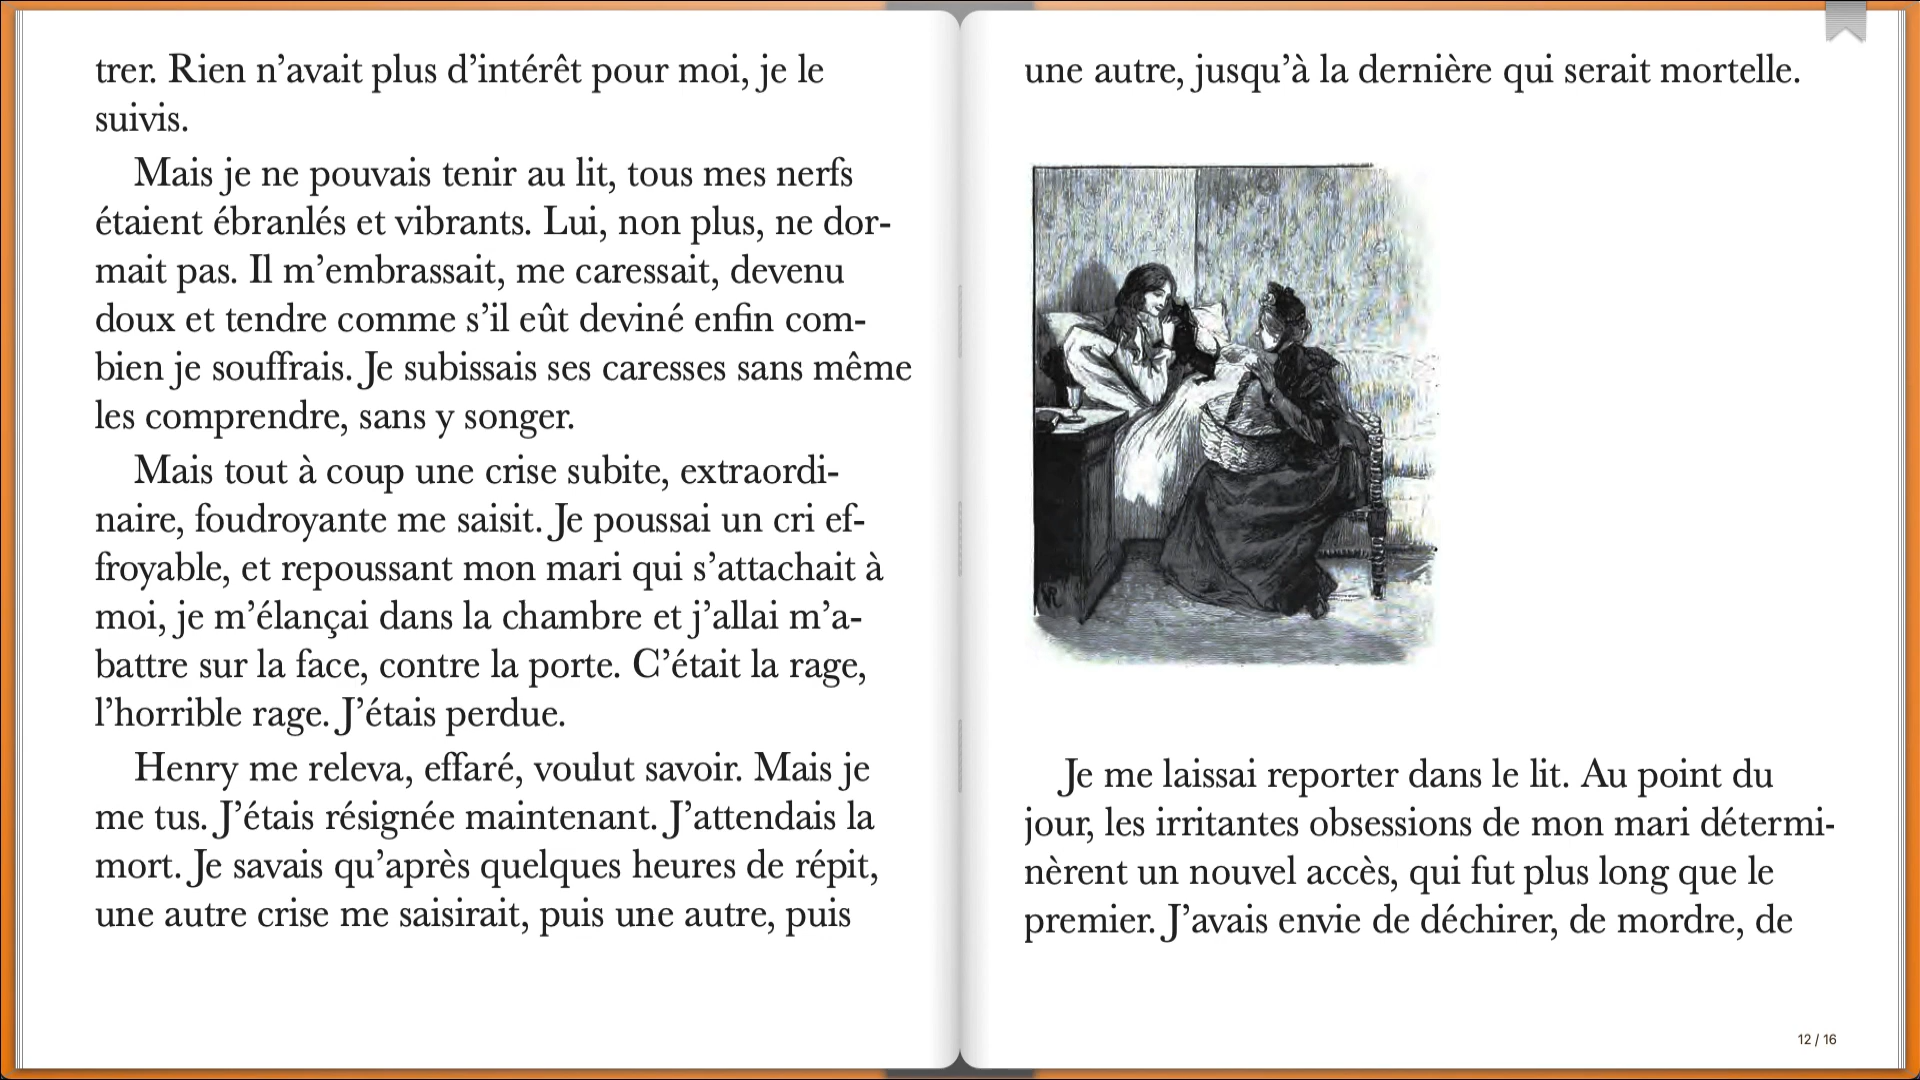 trer. Rien n’avait plus d’intérêt pour moi, je le
suivis.
Mais je ne pouvais tenir au lit, tous mes nerfs
étaient ébranlés et vibrants. Lui, non plus, ne dor-
mait pas. Il m’embrassait, me caressait, devenu
doux et tendre comme s’il eût deviné enfin com-
bien je souffrais. Je subissais ses caresses sans même
les comprendre, sans y songer.
Mais tout à coup une crise subite, extraordi-
naire, foudroyante me saisit. Je poussai un cri ef-
froyable, et repoussant mon mari qui s’attachait à
moi, je m’élançai dans la chambre et j’allai m’a-
battre sur la face, contre la porte. C’était la rage,
l’horrible rage. J’étais perdue.
Henry me releva, effaré, voulut savoir. Mais je
me tus. J’étais résignée maintenant. J’attendais la
mort. Je savais qu’après quelques heures de répit,
une autre crise me saisirait, puis une autre, puis
une autre, jusqu’à la dernière qui serait mortelle.
Je me laissai reporter dans le lit. Au point du
jour, les irritantes obsessions de mon mari détermi-
nèrent un nouvel accès, qui fut plus long que le
premier. J’avais envie de déchirer, de mordre, de
12 / 16